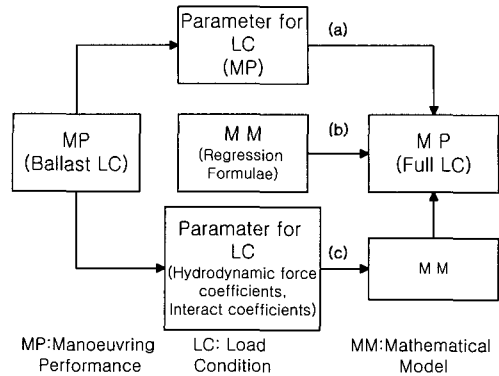 Parameter for
LC
(MP)
(a)
MP
(Ballast LC)
M M
(Regression
Formulae)
(b)
M P
(Full LC)
Paramater for
LC
(Hydrodynamic force
coefficients,
Interact coefficients)
(c)
M M
MP:Manoeuvring
Performance
LC: Load
Condition
MM:Mathematical
Model